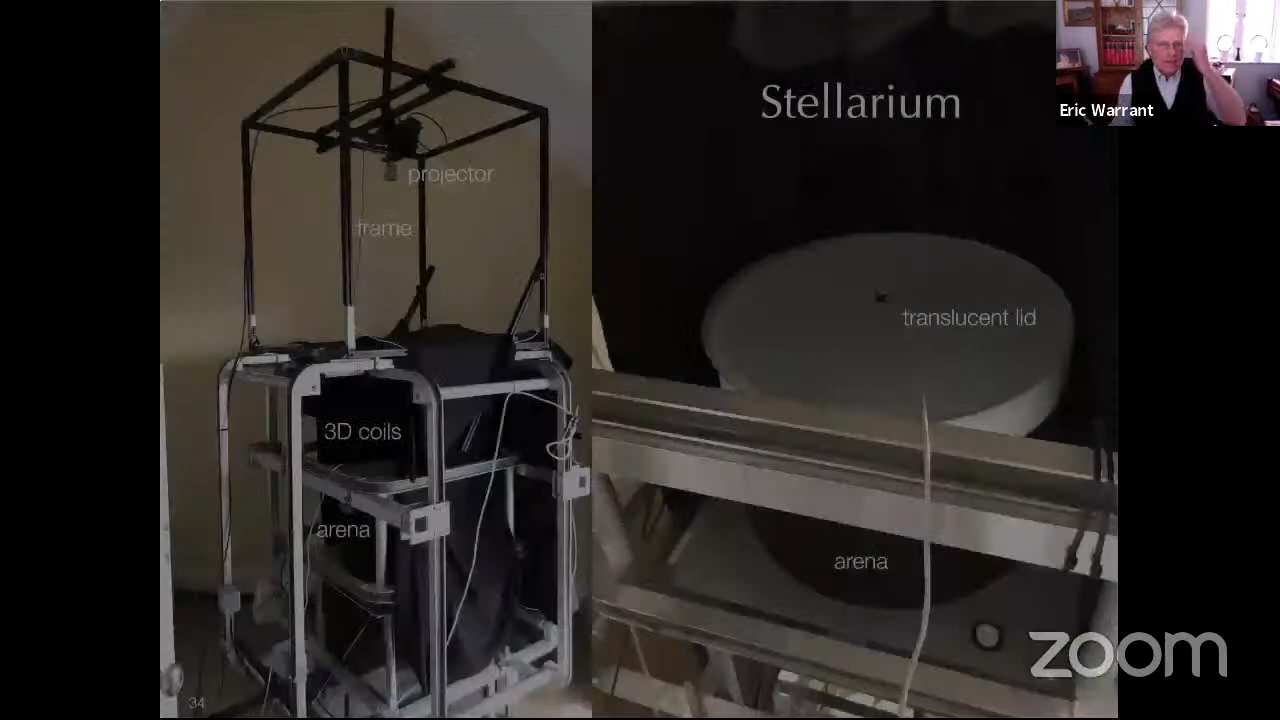 Stellarium
Eric Warrant
projector
frame
translucent lid
3D coils
arena
arena
34
zoom